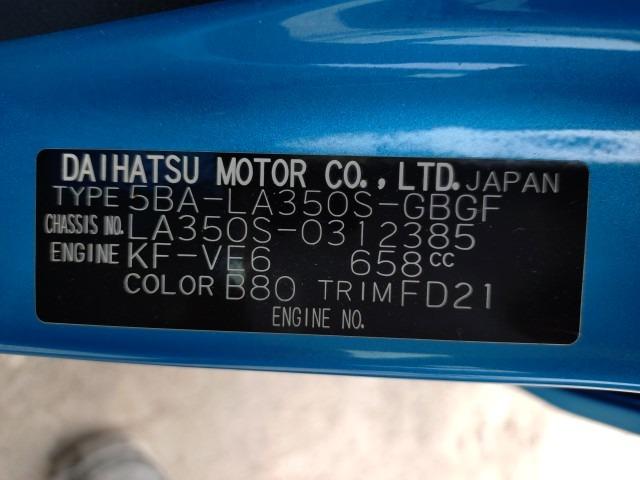 DAIHATSU MOTOR CO., LTD. JAPAN
TYPE 5BA-LA350S-GBGF
CHASSIS NO. LA350S-0312385
ENGINE KF-VE6 658cc
COLOR B80 TRIM FD21
ENGINE NO.